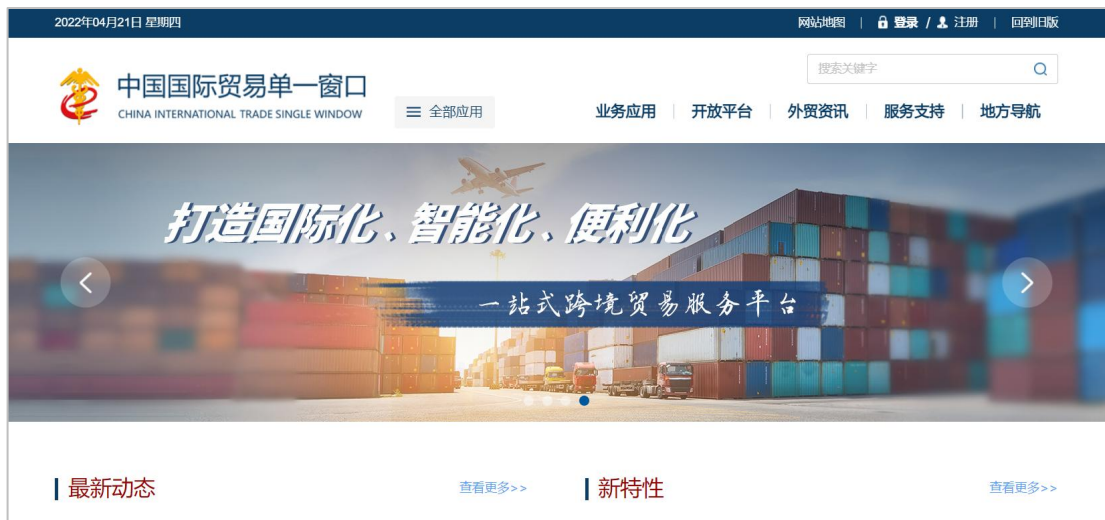 2022年04月21日 星期四
网站地图 | 登录 / 注册 | 回到旧版
搜索关键字
中国国际贸易单一窗口
CHINA INTERNATIONAL TRADE SINGLE WINDOW
全部应用
业务应用 | 开放平台 | 外贸资讯 | 服务支持 | 地方导航
打造国际化、智能化、便利化
一站式跨境贸易服务平台
最新动态 查看更多>>
新特性 查看更多>>